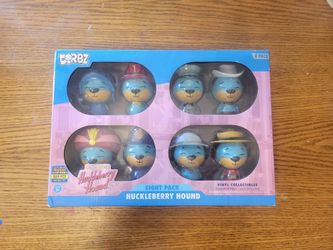 DORBZ
8 PACK
Huckleberry
Hound
EIGHT PACK
HUCKLEBERRY HOUND
VINYL COLLECTIBLES